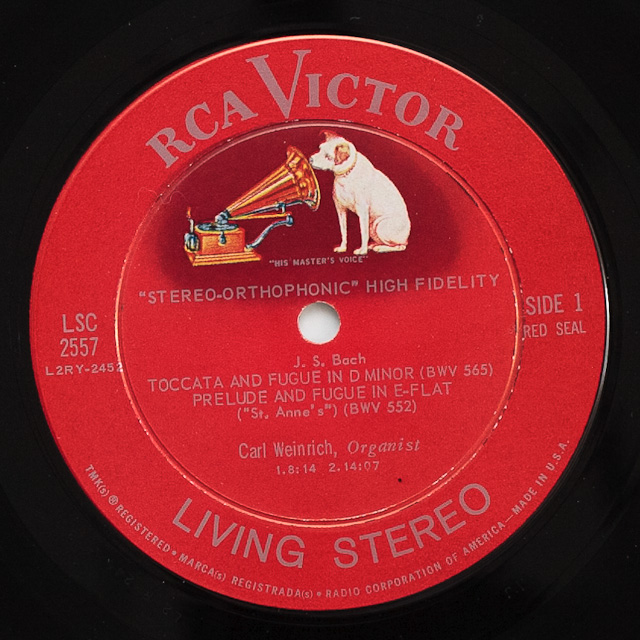 RCA VICTOR
"HIS MASTER'S VOICE"
"STEREO-ORTHOPHONIC" HIGH FIDELITY
LSC
2557
L2RY-2452
SIDE 1
RED SEAL
J. S. Bach
TOCCATA AND FUGUE IN D MINOR (BWV 565)
PRELUDE AND FUGUE IN E-FLAT
("St. Anne's") (BWV 552)
Carl Weinrich, Organist
1.8:14 2.14:07
LIVING STEREO
TMK(s) ® REGISTERED • MARCA(s) REGISTRADA(s) • RADIO CORPORATION OF AMERICA—MADE IN U.S.A.